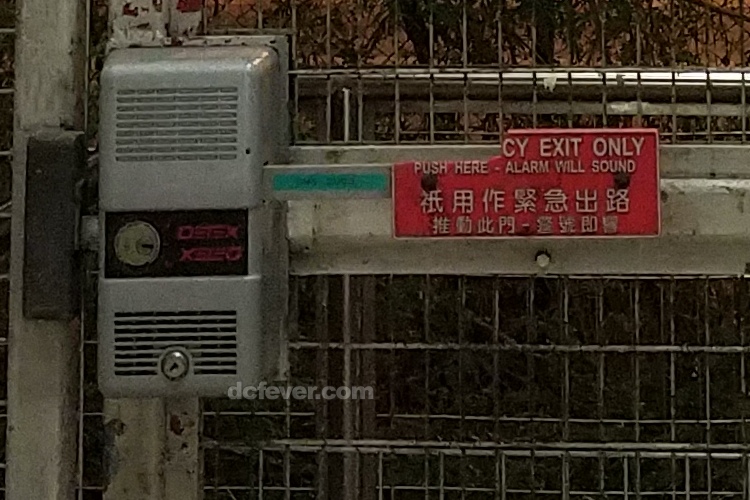 CY EXIT ONLY
PUSH HERE - ALARM WILL SOUND
祇用作緊急出路
推動此門 - 警號即響
dcfever.com